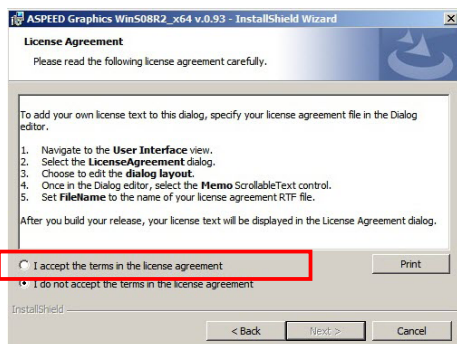 ASPEED Graphics WinS08R2_x64 v.0.93 - InstallShield Wizard
License Agreement
Please read the following license agreement carefully.
To add your own license text to this dialog, specify your license agreement file in the Dialog
editor.
1. Navigate to the User Interface view.
2. Select the LicenseAgreement dialog.
3. Choose to edit the dialog layout.
4. Once in the Dialog editor, select the Memo ScrollableText control.
5. Set FileName to the name of your license agreement RTF file.
After you build your release, your license text will be displayed in the License Agreement dialog.
I accept the terms in the license agreement
Print
I do not accept the terms in the license agreement
InstallShield
< Back
Next >
Cancel